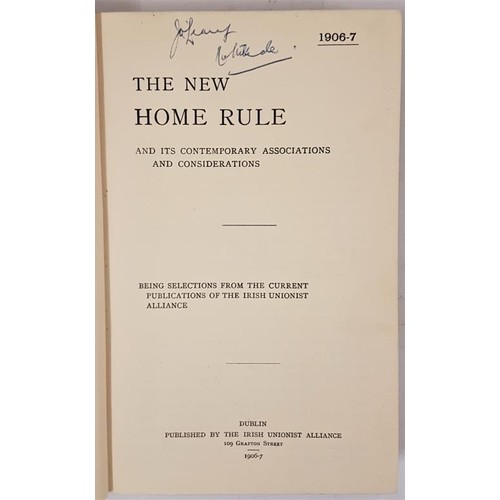 1906-7
THE NEW
HOME RULE
AND ITS CONTEMPORARY ASSOCIATIONS
AND CONSIDERATIONS
BEING SELECTIONS FROM THE CURRENT
PUBLICATIONS OF THE IRISH UNIONIST
ALLIANCE
DUBLIN
PUBLISHED BY THE IRISH UNIONIST ALLIANCE
109 GRAFTON STREET
1906-7